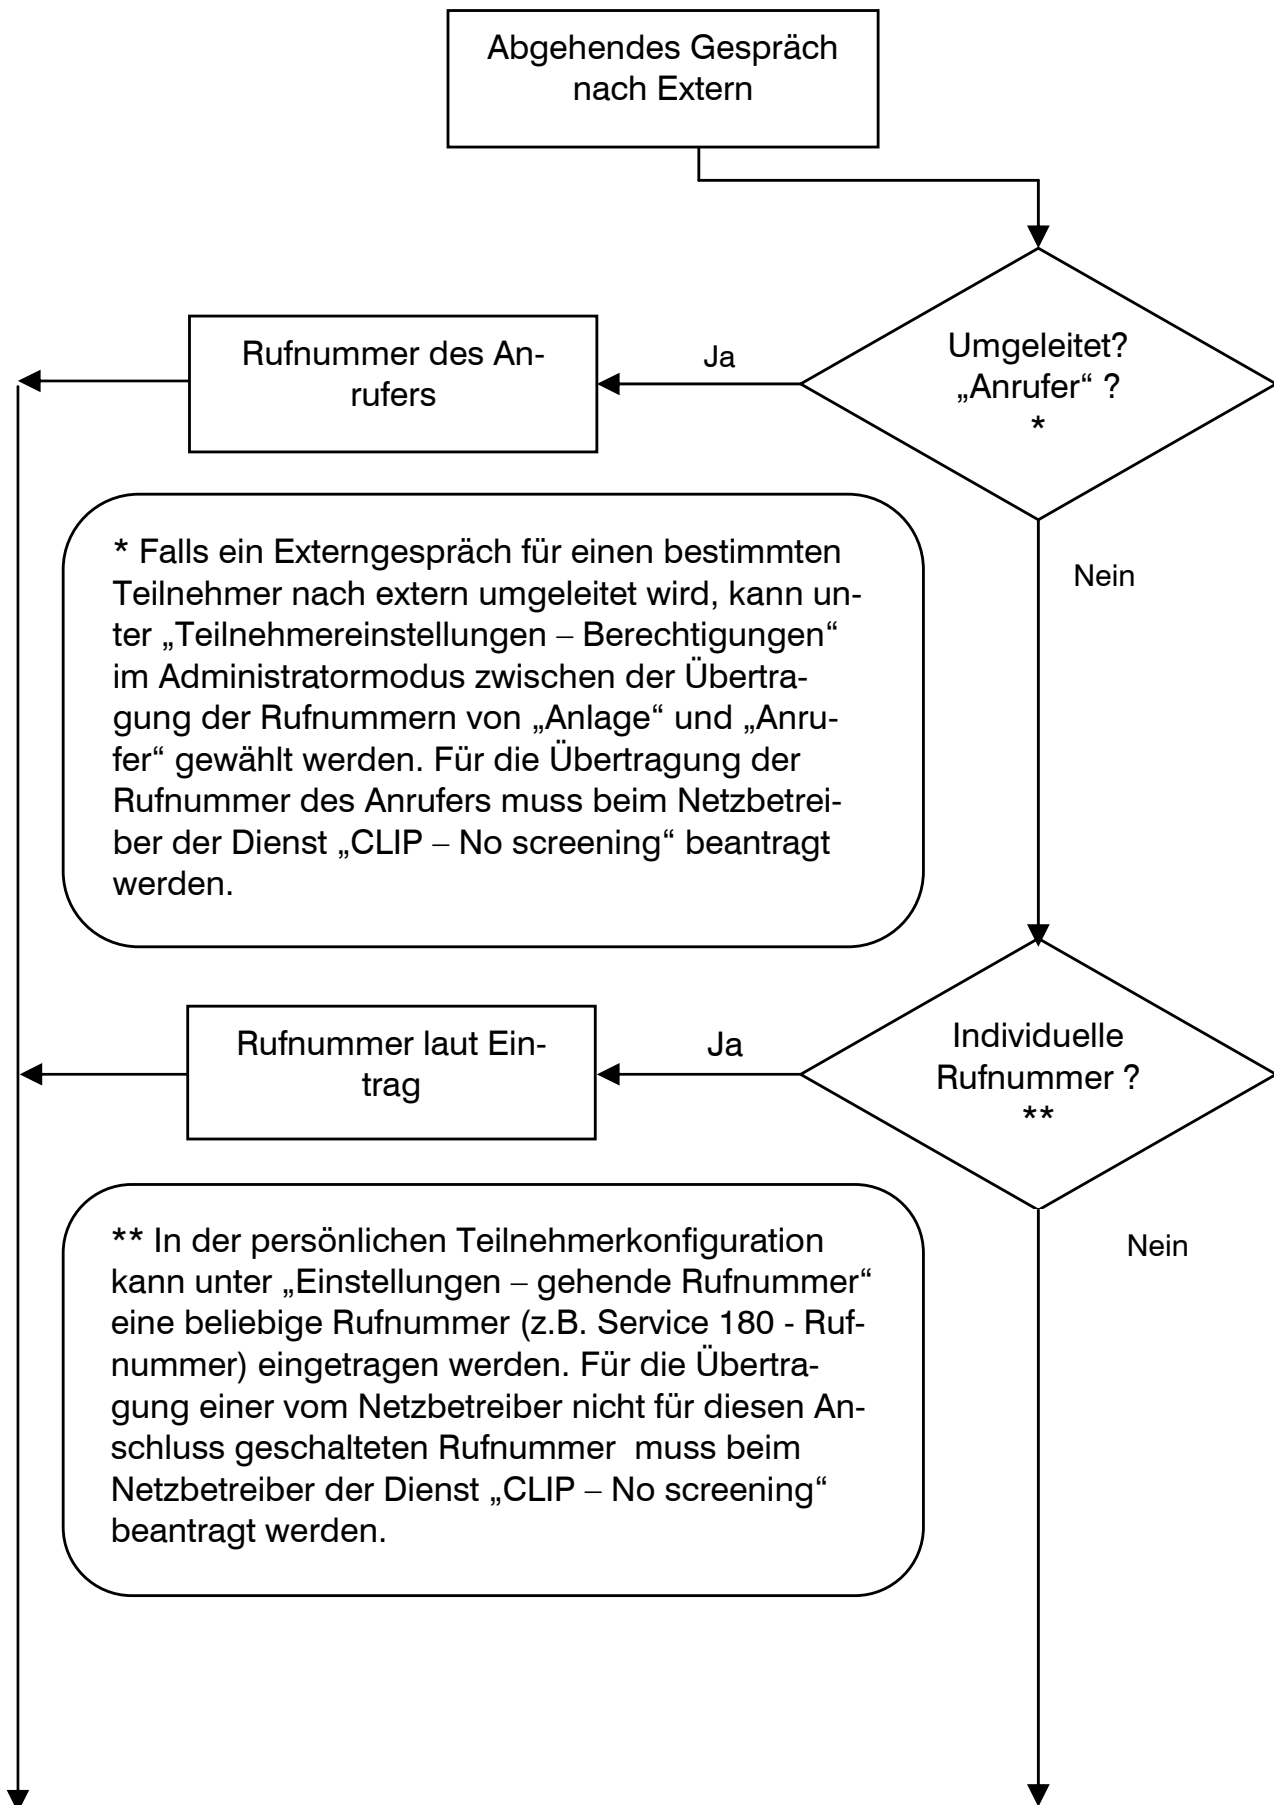 Abgehendes Gespräch
nach Extern
Umgeleitet?
„Anrufer“ ?
*
Ja
Rufnummer des An-
rufers
Nein
* Falls ein Externgespräch für einen bestimmten
Teilnehmer nach extern umgeleitet wird, kann un-
ter „Teilnehmereinstellungen – Berechtigungen“
im Administratormodus zwischen der Übertra-
gung der Rufnummern von „Anlage“ und „Anru-
fer“ gewählt werden. Für die Übertragung der
Rufnummer des Anrufers muss beim Netzbetrei-
ber der Dienst „CLIP – No screening“ beantragt
werden.
Individuelle
Rufnummer ?
**
Ja
Rufnummer laut Ein-
trag
Nein
** In der persönlichen Teilnehmerkonfiguration
kann unter „Einstellungen – gehende Rufnummer“
eine beliebige Rufnummer (z.B. Service 180 - Ruf-
nummer) eingetragen werden. Für die Übertra-
gung einer vom Netzbetreiber nicht für diesen An-
schluss geschalteten Rufnummer  muss beim
Netzbetreiber der Dienst „CLIP – No screening“
beantragt werden.